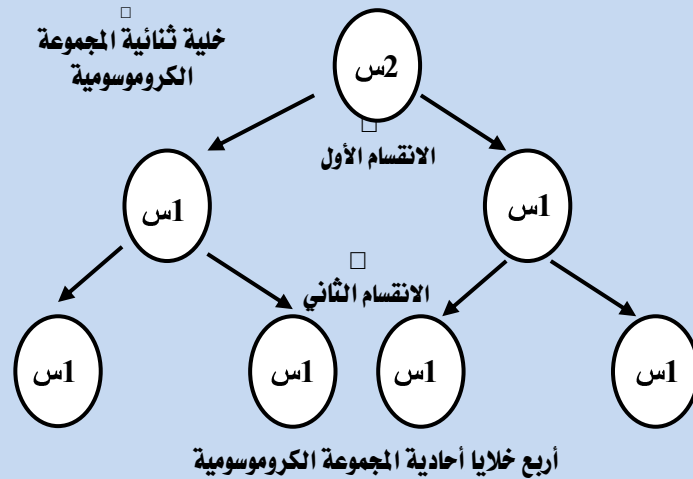 خلية ثنائية المجموعة
الكروموسومية
2س
الانقسام الأول
1س
1س
الانقسام الثاني
1س
1س
1س
1س
أربع خلايا أحادية المجموعة الكروموسومية